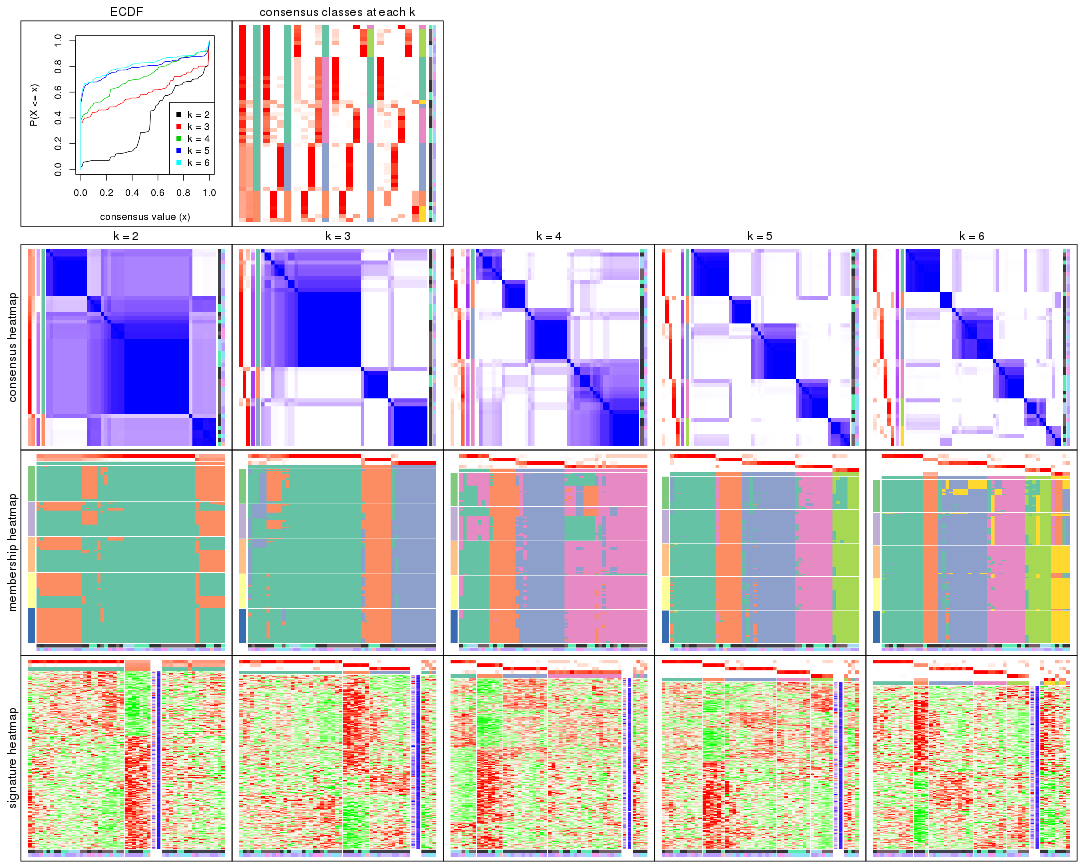 ECDF
consensus classes at each k
P(X <= x)
1.0
0.8
0.6
0.4
0.2
0.0
k = 2
k = 3
k = 4
k = 5
k = 6
0.0 0.2 0.4 0.6 0.8 1.0
consensus value (x)
k = 2
k = 3
k = 4
k = 5
k = 6
consensus heatmap
membership heatmap
signature heatmap